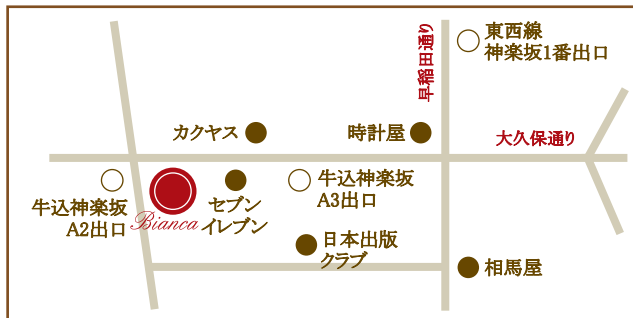 東西線
神楽坂1番出口
早稲田通り
カクヤス
時計屋
大久保通り
牛込神楽坂
A2出口
Bianca
セブン
イレブン
牛込神楽坂
A3出口
日本出版
クラブ
相馬屋